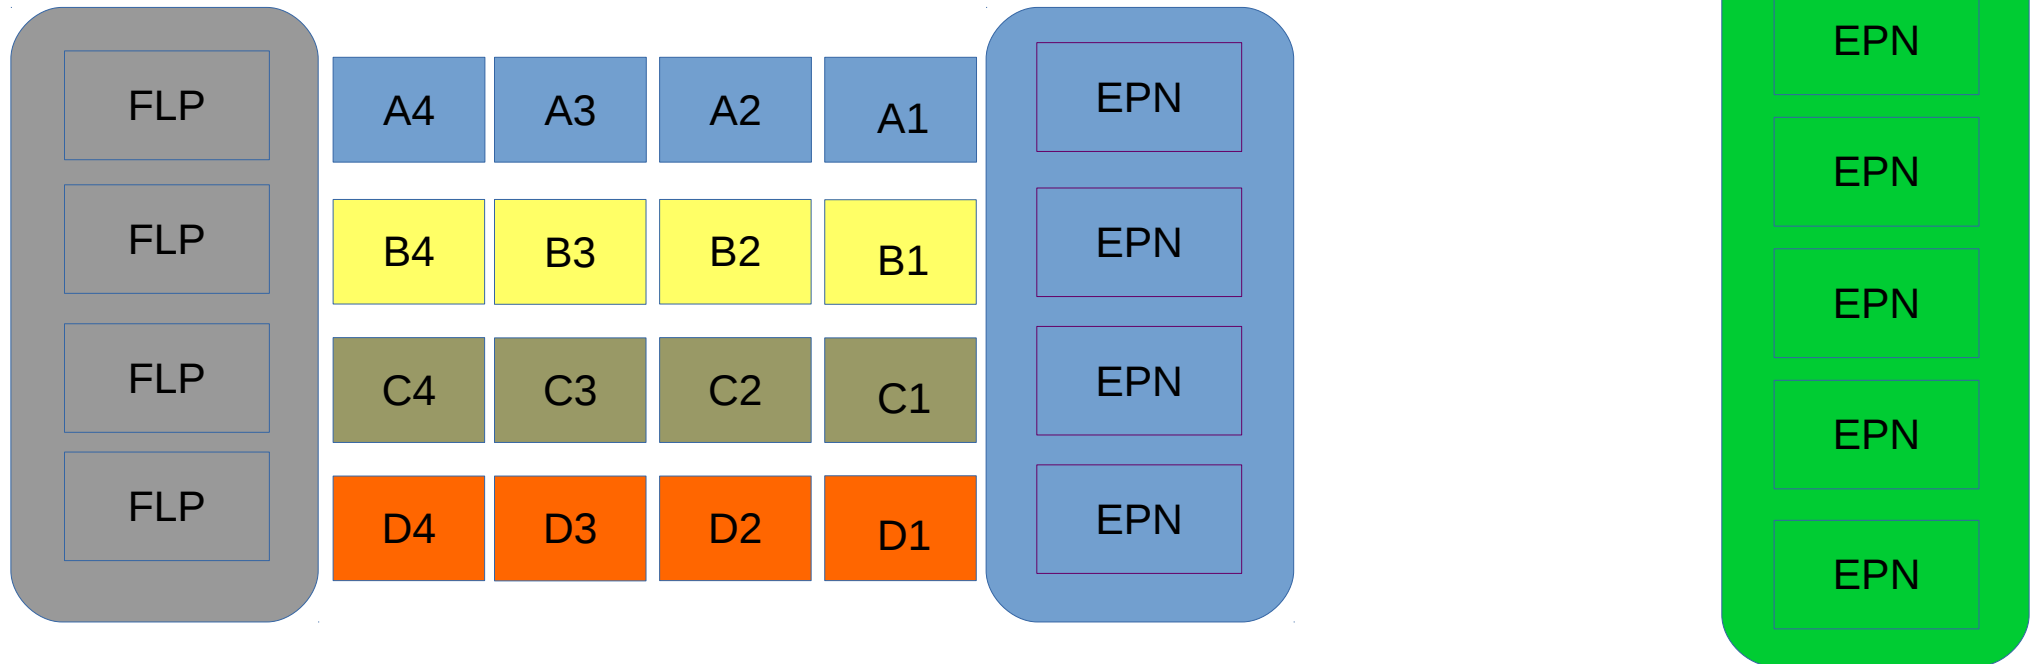 FLP
A4 A3 A2 A1
EPN
EPN
FLP
B4 B3 B2 B1
EPN
EPN
FLP
C4 C3 C2 C1
EPN
EPN
FLP
D4 D3 D2 D1
EPN
EPN
EPN